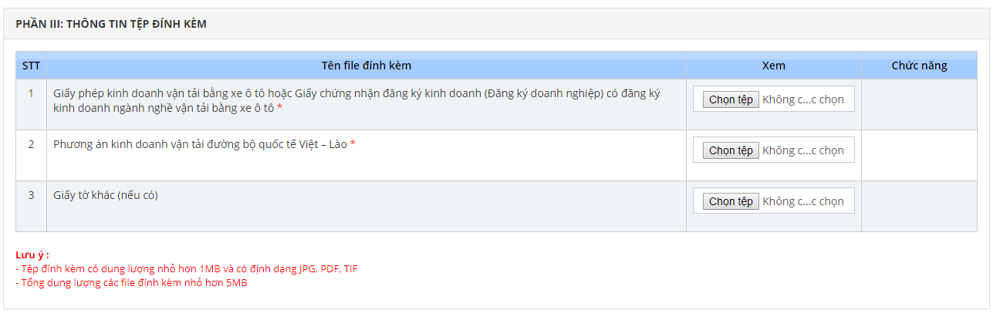 PHẦN III: THÔNG TIN TỆP ĐÍNH KÈM
STT Tên file đính kèm Xem Chức năng
1 Giấy phép kinh doanh vận tải bằng xe ô tô hoặc Giấy chứng nhận đăng ký kinh doanh (Đăng ký doanh nghiệp) có đăng ký
kinh doanh ngành nghề vận tải bằng xe ô tô *
Chọn tệp Không c...c chọn
2 Phương án kinh doanh vận tải đường bộ quốc tế Việt – Lào *
Chọn tệp Không c...c chọn
3 Giấy tờ khác (nếu có)
Chọn tệp Không c...c chọn
Lưu ý :
- Tệp đính kèm có dung lượng nhỏ hơn 1MB và có định dạng JPG, PDF, TIF
- Tổng dung lượng các file đính kèm nhỏ hơn 5MB